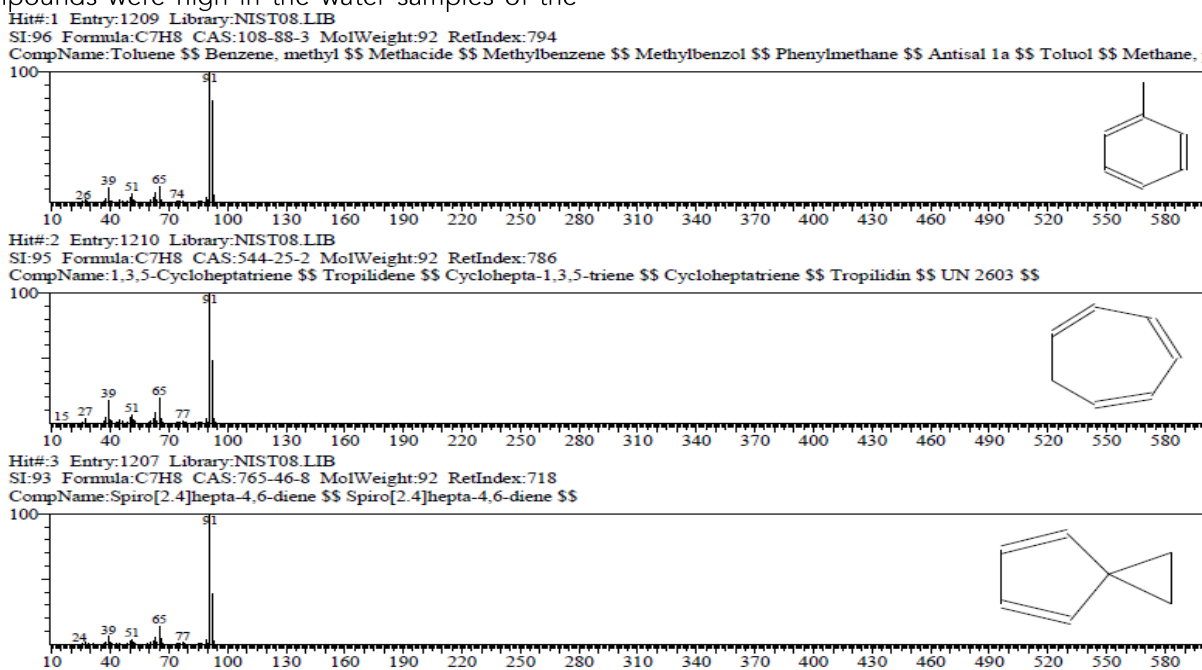 pounds were high in the water samples of the
Hit#:1 Entry:1209 Library:NIST08.LIB
SI:96 Formula:C7H8 CAS:108-88-3 MolWeight:92 RetIndex:794
CompName:Toluene $$ Benzene, methyl $$ Methacide $$ Methylbenzene $$ Methylbenzol $$ Phenylmethane $$ Antisal 1a $$ Toluol $$ Methane,
100
91
26 39 51 65 74
10 40 70 100 130 160 190 220 250 280 310 340 370 400 430 460 490 520 550 580
Hit#:2 Entry:1210 Library:NIST08.LIB
SI:95 Formula:C7H8 CAS:544-25-2 MolWeight:92 RetIndex:786
CompName:1,3,5-Cycloheptatriene $$ Tropilidene $$ Cyclohepta-1,3,5-triene $$ Cycloheptatriene $$ Tropilidin $$ UN 2603 $$
100
91
15 27 39 51 65 77
10 40 70 100 130 160 190 220 250 280 310 340 370 400 430 460 490 520 550 580
Hit#:3 Entry:1207 Library:NIST08.LIB
SI:93 Formula:C7H8 CAS:765-46-8 MolWeight:92 RetIndex:718
CompName:Spiro[2.4]hepta-4,6-diene $$ Spiro[2.4]hepta-4,6-diene $$
100
91
24 39 51 65 77
10 40 70 100 130 160 190 220 250 280 310 340 370 400 430 460 490 520 550 580